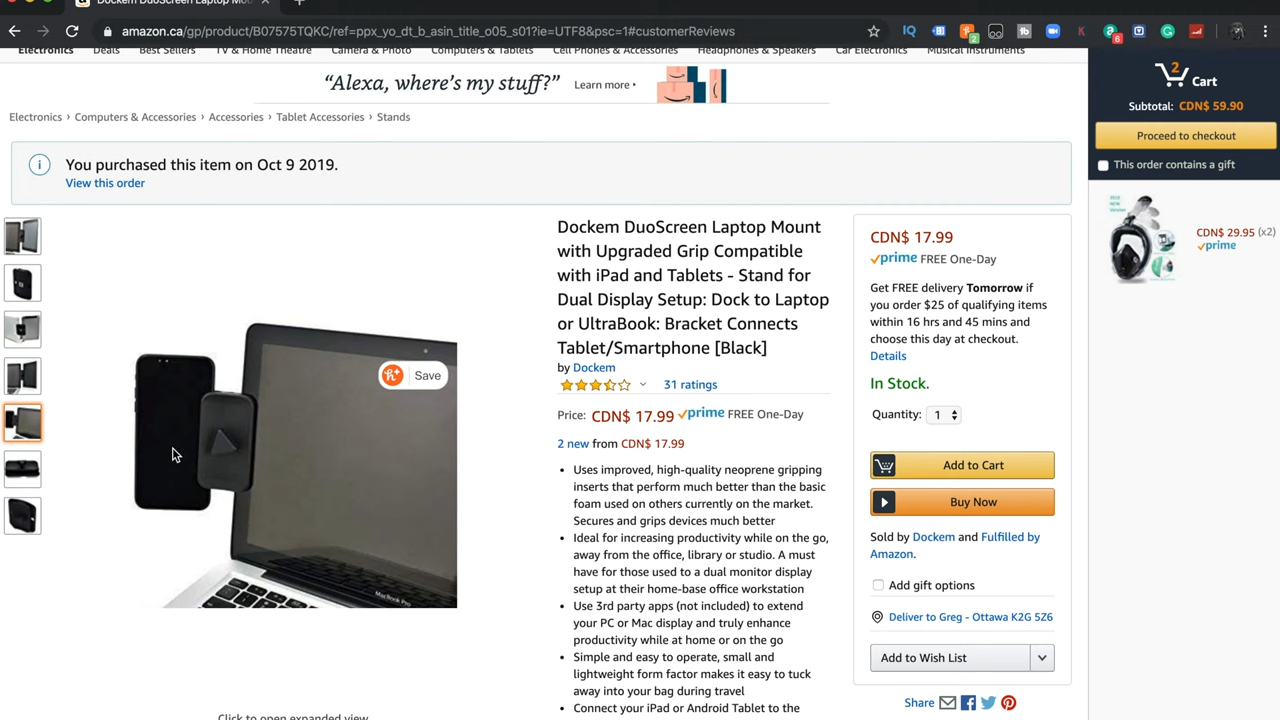 Dockem DuoScreen Laptop Mou
amazon.ca/gp/product/B07575TQKC/ref=ppx_yo_dt_b_asin_title_o05_s01?ie=UTF8&psc=1#customerReviews
2
6
Electronics Deals Best Sellers TV & Home Theatre Camera & Photo Computers & Tablets Cell Phones & Accessories Headphones & Speakers Car Electronics Musical Instruments
“Alexa, where's my stuff?” Learn more
Electronics › Computers & Accessories › Accessories › Tablet Accessories › Stands
You purchased this item on Oct 9 2019.
View this order
Save
MacBook Pro
Click to open expanded view
Dockem DuoScreen Laptop Mount
with Upgraded Grip Compatible
with iPad and Tablets - Stand for
Dual Display Setup: Dock to Laptop
or UltraBook: Bracket Connects
Tablet/Smartphone [Black]
by Dockem
31 ratings
Price: CDN$ 17.99 prime FREE One-Day
2 new from CDN$ 17.99
• Uses improved, high-quality neoprene gripping
inserts that perform much better than the basic
foam used on others currently on the market.
Secures and grips devices much better
• Ideal for increasing productivity while on the go,
away from the office, library or studio. A must
have for those used to a dual monitor display
setup at their home-base office workstation
• Use 3rd party apps (not included) to extend
your PC or Mac display and truly enhance
productivity while at home or on the go
• Simple and easy to operate, small and
lightweight form factor makes it easy to tuck
away into your bag during travel
• Connect your iPad or Android Tablet to the
CDN$ 17.99
prime FREE One-Day
Get FREE delivery Tomorrow if
you order $25 of qualifying items
within 16 hrs and 45 mins and
choose this day at checkout.
Details
In Stock.
Quantity: 1
Add to Cart
Buy Now
Sold by Dockem and Fulfilled by
Amazon.
Add gift options
Deliver to Greg - Ottawa K2G 5Z6
Add to Wish List
Share
2
Cart
Subtotal: CDN$ 59.90
Proceed to checkout
This order contains a gift
CDN$ 29.95 (x2)
prime